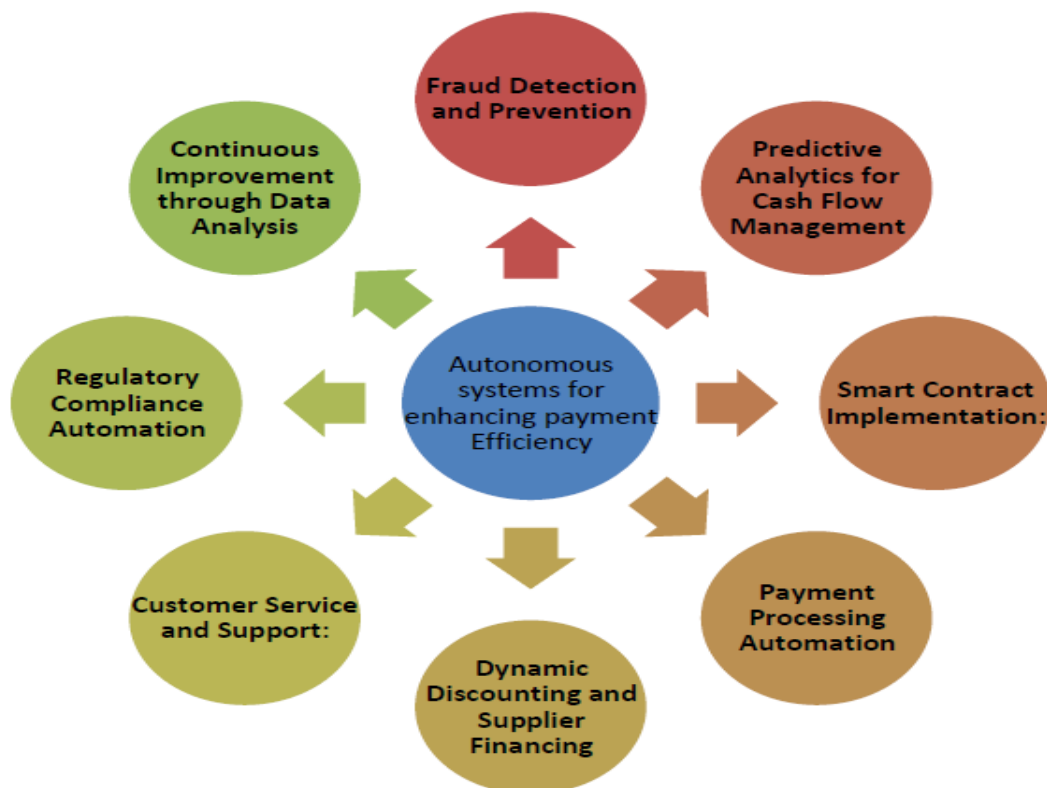 Fraud Detection
and Prevention
Predictive
Analytics for
Cash Flow
Management
Smart Contract
Implementation:
Payment
Processing
Automation
Dynamic
Discounting and
Supplier
Financing
Customer Service
and Support:
Regulatory
Compliance
Automation
Continuous
Improvement
through Data
Analysis
Autonomous
systems for
enhancing payment
Efficiency